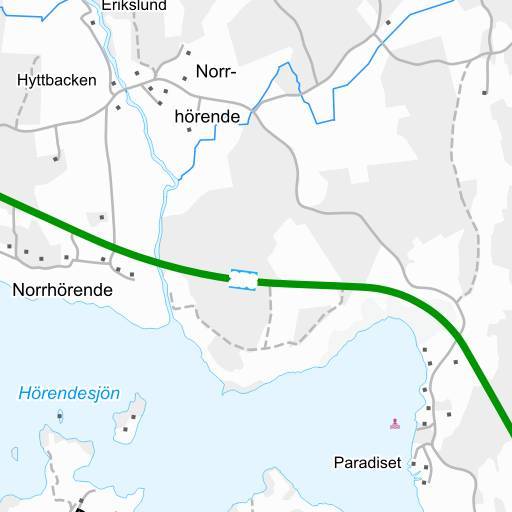 Erikslund
Hyttbacken
Norr-
hörende
Norrhörende
Hörendesjön
Paradiset